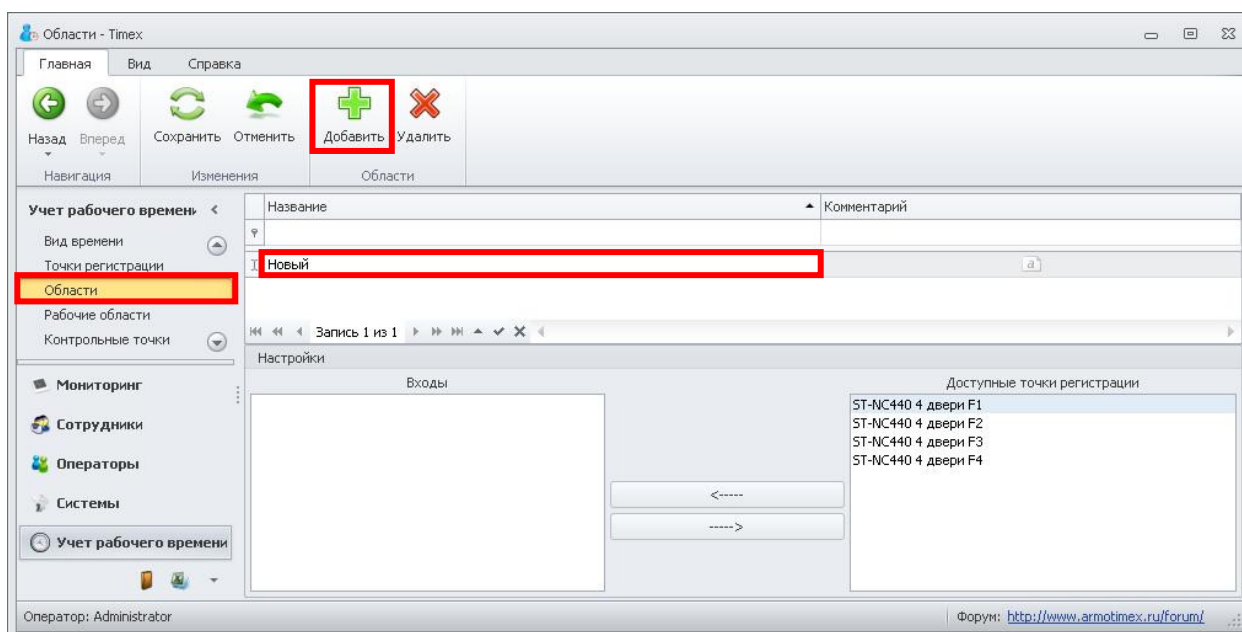 Области - Timex
Главная Вид Справка
Назад Вперед Сохранить Отменить Добавить Удалить
Навигация Изменения Области
Учет рабочего времени
Вид времени
Точки регистрации
Области
Рабочие области
Контрольные точки
Мониторинг
Сотрудники
Операторы
Системы
Учет рабочего времени
Название Комментарий
Новый
Запись 1 из 1
Настройки
Входы
<-----
----->
Доступные точки регистрации
ST-NC440 4 двери F1
ST-NC440 4 двери F2
ST-NC440 4 двери F3
ST-NC440 4 двери F4
Оператор: Administrator Форум: http://www.armotimex.ru/forum/